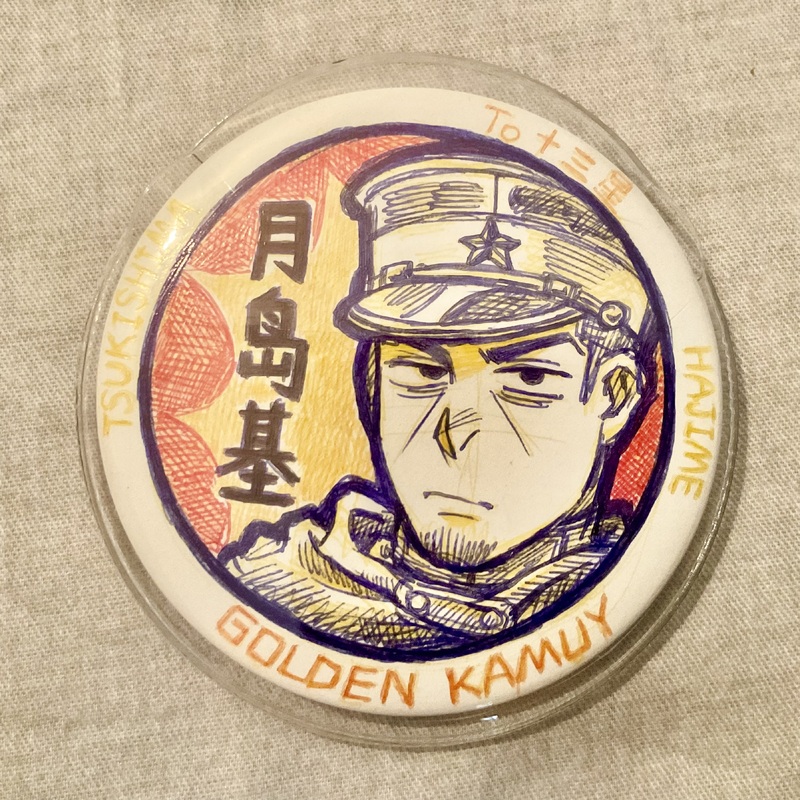 To 十三星
TSUKISHIMA
月島基
HAJIME
GOLDEN KAMUY